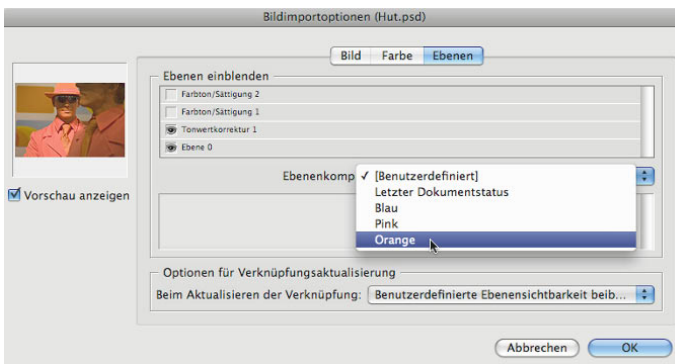 Bildimportoptionen (Hut.psd)
Bild Farbe Ebenen
Ebenen einblenden
Farbton/Sättigung 2
Farbton/Sättigung 1
Tonwertkorrektur 1
Ebene 0
Vorschau anzeigen
Ebenenkomp ✓ [Benutzerdefiniert]
Letzter Dokumentstatus
Blau
Pink
Orange
Optionen für Verknüpfungsaktualisierung
Beim Aktualisieren der Verknüpfung: Benutzerdefinierte Ebenensichtbarkeit beib...
Abbrechen OK